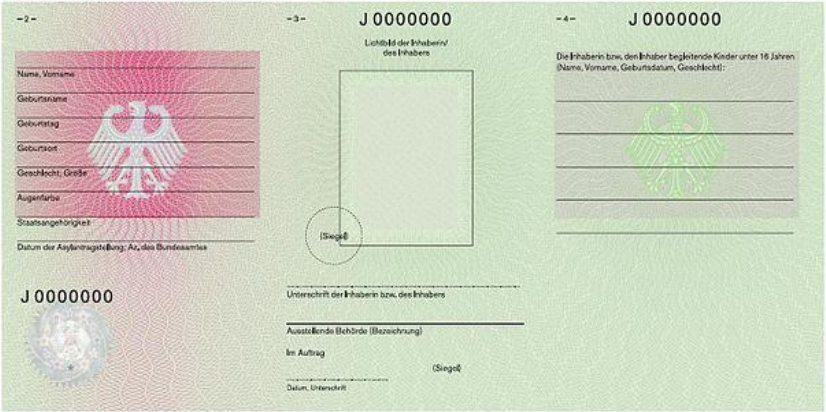 -2-
Name, Vorname
Geburtsname
Geburtstag
Geburtsort
Geschlecht, Größe
Augenfarbe
Staatsangehörigkeit
Datum der Asylantragstellung; Az. des Bundesamtes
J 0000000
-3-
J 0000000
Lichtbild der Inhaberin/
des Inhabers
(Siegel)
Unterschrift der Inhaberin bzw. des Inhabers
Ausstellende Behörde (Bezeichnung)
Im Auftrag
(Siegel)
Datum, Unterschrift
-4-
J 0000000
Die Inhaberin bzw. den Inhaber begleitende Kinder unter 16 Jahren
(Name, Vorname, Geburtsdatum, Geschlecht):